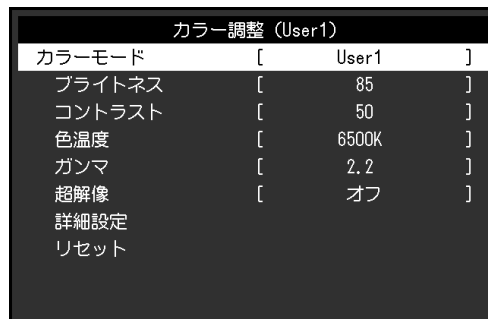 カラー調整（User1）
カラーモード [ User1 ]
ブライトネス [ 85 ]
コントラスト [ 50 ]
色温度 [ 6500K ]
ガンマ [ 2.2 ]
超解像 [ オフ ]
詳細設定
リセット